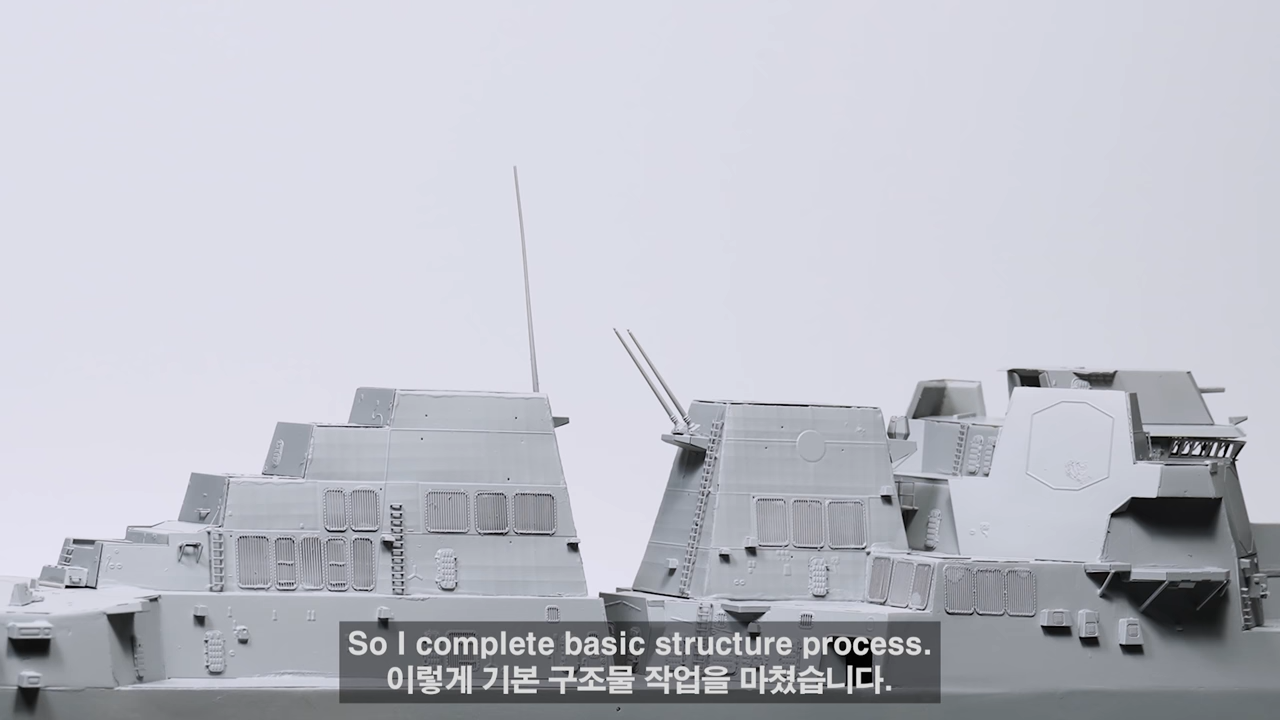 So I complete basic structure process.
이렇게 기본 구조물 작업을 마쳤습니다.